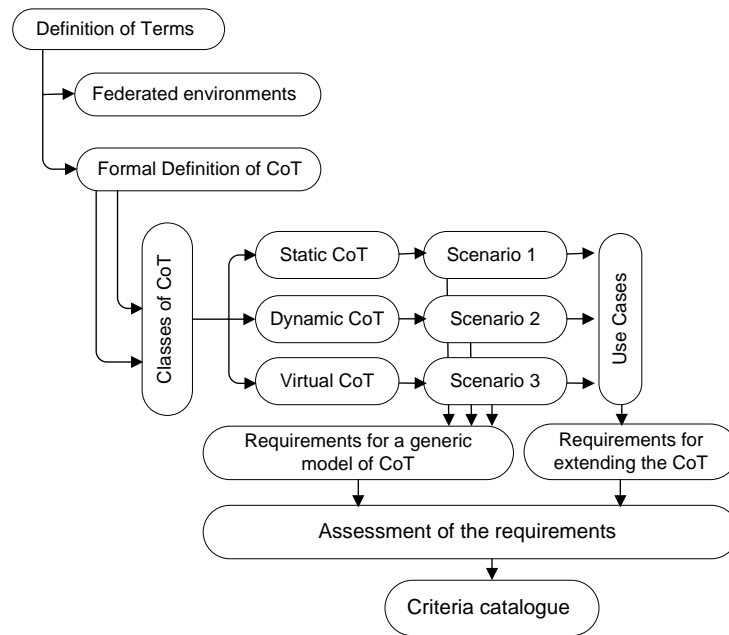 Definition of Terms
Federated environments
Formal Definition of CoT
Classes of CoT
Static CoT
Scenario 1
Dynamic CoT
Scenario 2
Virtual CoT
Scenario 3
Use Cases
Requirements for a generic
model of CoT
Requirements for
extending the CoT
Assessment of the requirements
Criteria catalogue